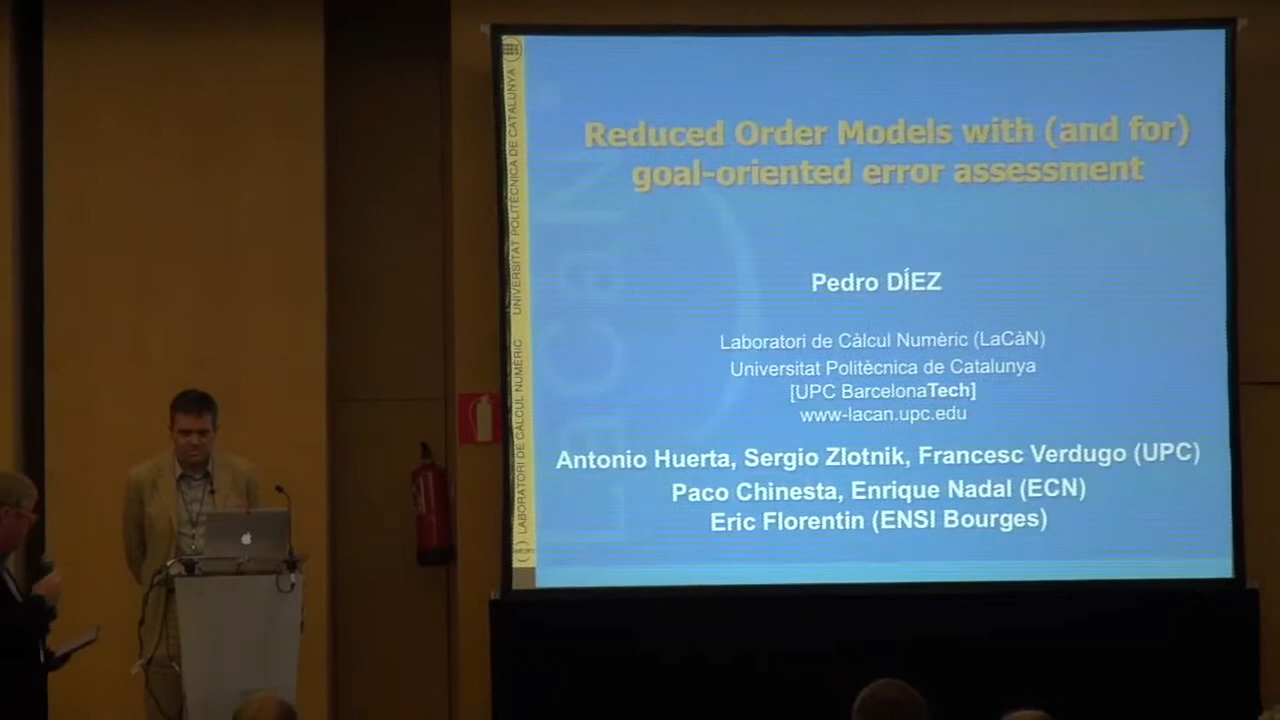 Reduced Order Models with (and for)
goal-oriented error assessment
Pedro DÍEZ
Laboratori de Càlcul Numèric (LaCàN)
Universitat Politècnica de Catalunya
[UPC BarcelonaTech]
www-lacan.upc.edu
Antonio Huerta, Sergio Zlotnik, Francesc Verdugo (UPC)
Paco Chinesta, Enrique Nadal (ECN)
Eric Florentin (ENSI Bourges)
LABORATORI DE CÀLCUL NUMÈRIC
UNIVERSITAT POLITÈCNICA DE CATALUNYA
LaCàN